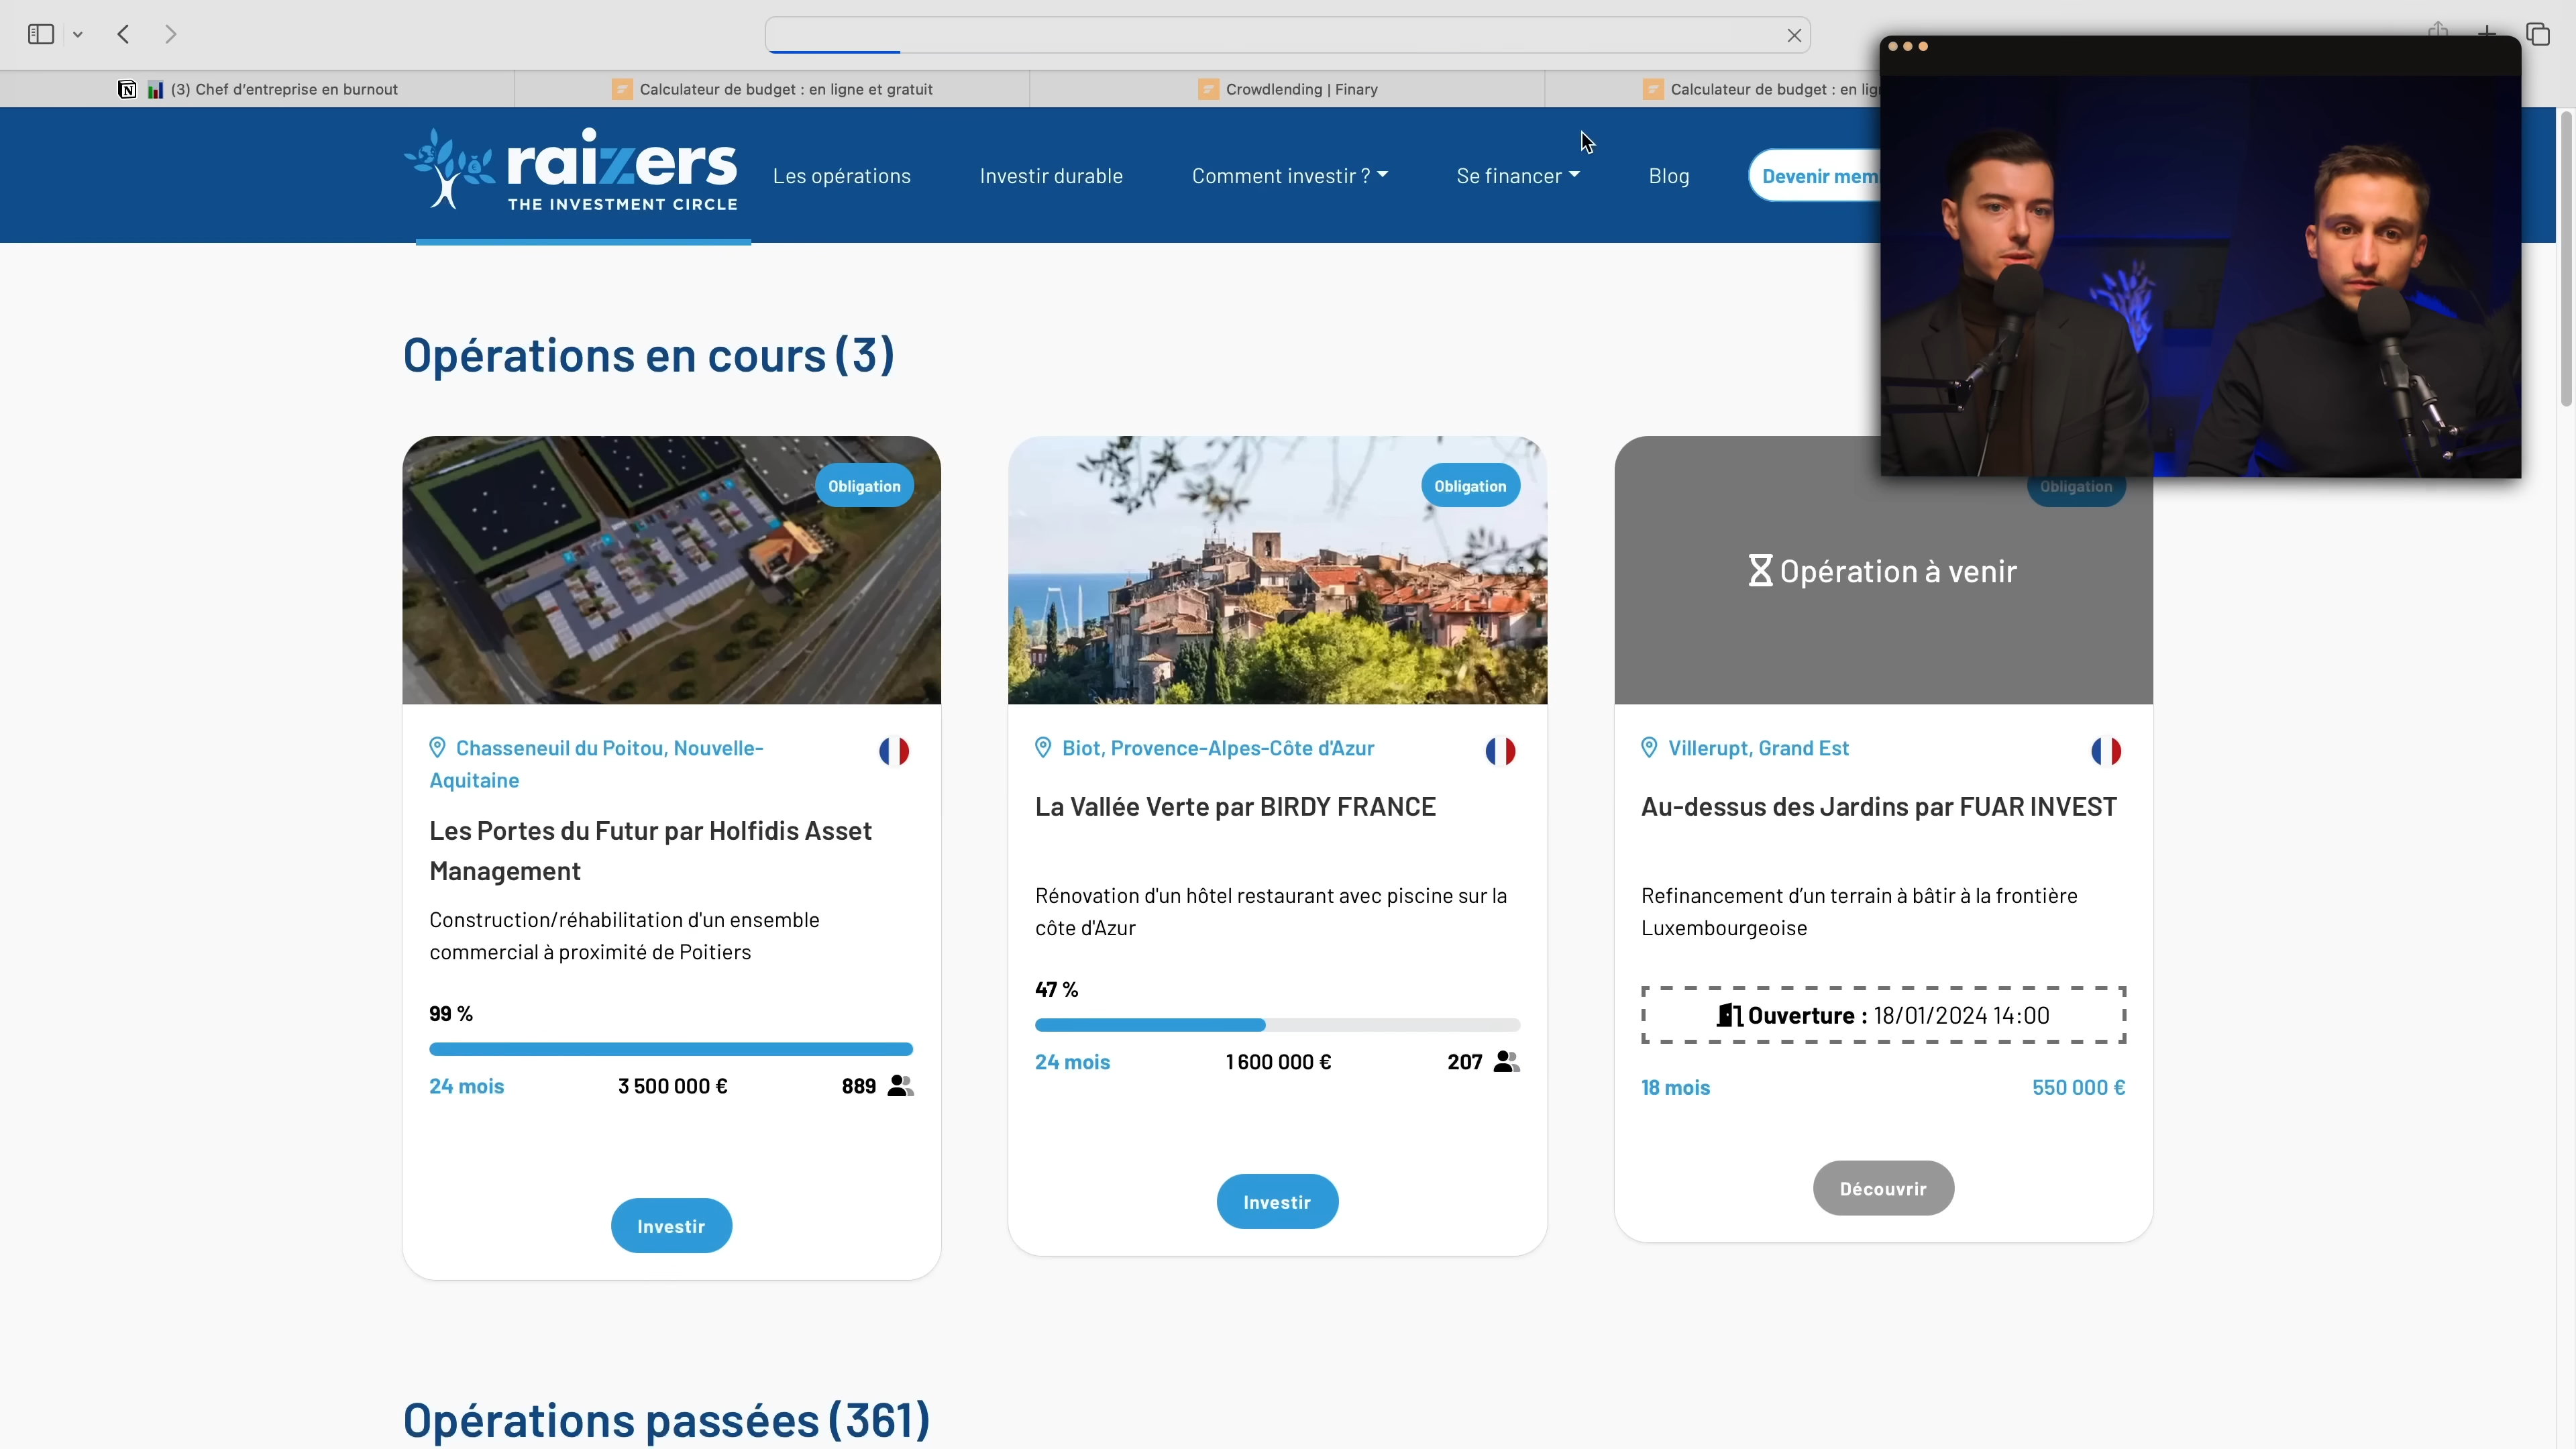 (3) Chef d'entreprise en burnout
Calculateur de budget : en ligne et gratuit
Crowdlending | Finary
Calculateur de budget : en
raizers
THE INVESTMENT CIRCLE
Les opérations
Investir durable
Comment investir ?
Se financer
Blog
Devenir
Opérations en cours (3)
Obligation
Obligation
Obligation
Opération à venir
Chasseneuil du Poitou, Nouvelle-
Aquitaine
Les Portes du Futur par Holfidis Asset
Management
Construction/réhabilitation d'un ensemble
commercial à proximité de Poitiers
99 %
24 mois
3 500 000 €
889
Investir
Biot, Provence-Alpes-Côte d'Azur
La Vallée Verte par BIRDY FRANCE
Rénovation d'un hôtel restaurant avec piscine sur la
côte d'Azur
47 %
24 mois
1 600 000 €
207
Investir
Villerupt, Grand Est
Au-dessus des Jardins par FUAR INVEST
Refinancement d’un terrain à bâtir à la frontière
Luxembourgeoise
Ouverture : 18/01/2024 14:00
18 mois
550 000 €
Découvrir
Opérations passées (361)